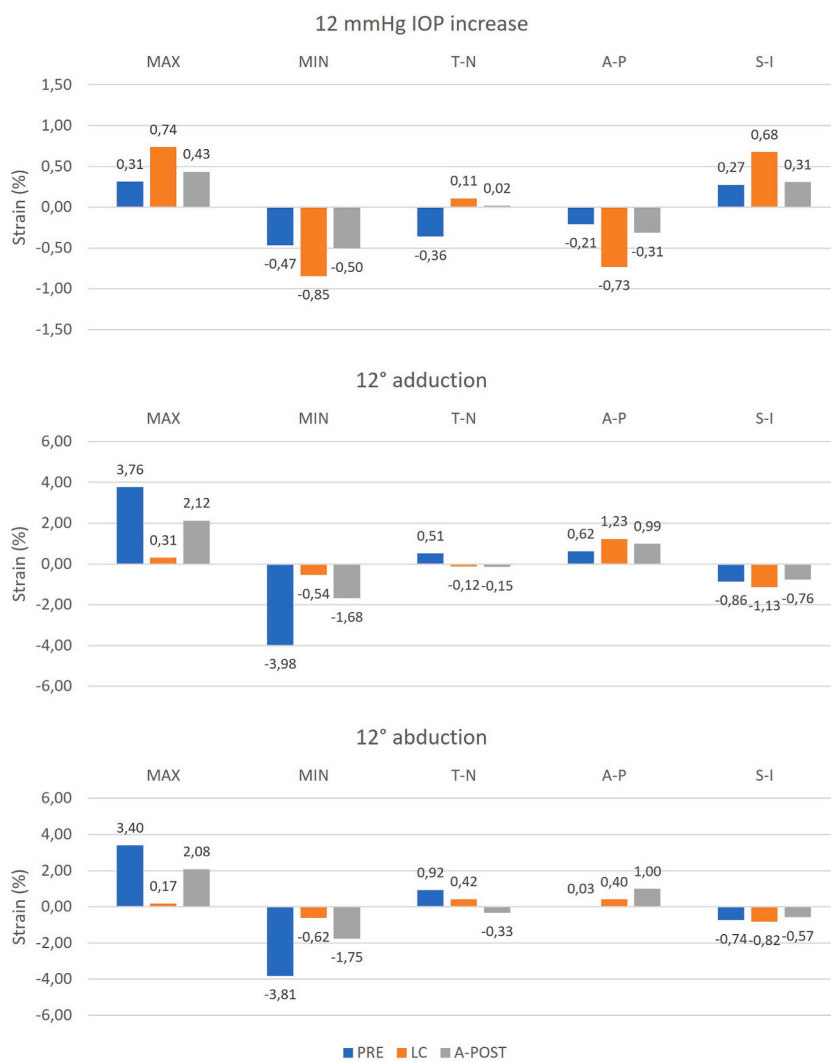 12 mmHg IOP increase
MAX MIN T-N A-P S-I
1,50
1,00
0,50
0,00
-0,50
-1,00
-1,50
Strain (%)
0,31 0,74 0,43
-0,47 -0,85 -0,50
-0,36 0,11 0,02
-0,21 -0,73 -0,31
0,27 0,68 0,31
12° adduction
MAX MIN T-N A-P S-I
6,00
4,00
2,00
0,00
-2,00
-4,00
-6,00
Strain (%)
3,76 0,31 2,12
-3,98 -0,54 -1,68
0,51 -0,12 -0,15
0,62 1,23 0,99
-0,86 -1,13 -0,76
12° abduction
MAX MIN T-N A-P S-I
6,00
4,00
2,00
0,00
-2,00
-4,00
-6,00
Strain (%)
3,40 0,17 2,08
-3,81 -0,62 -1,75
0,92 0,42 -0,33
0,03 0,40 1,00
-0,74 -0,82 -0,57
PRE LC A-POST